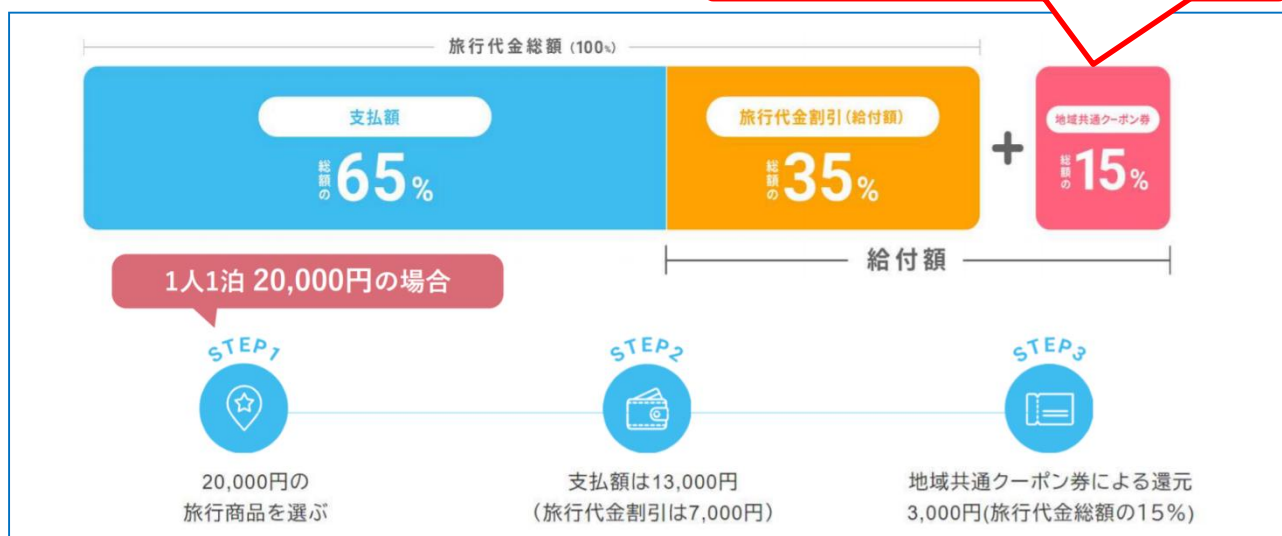 旅行代金総額 (100%)
支払額
総額の65%
旅行代金割引(給付額)
総額の35%
+
地域共通クーポン券
総額の15%
給付額
1人1泊 20,000円の場合
STEP1
20,000円の
旅行商品を選ぶ
STEP2
支払額は13,000円
(旅行代金割引は7,000円)
STEP3
地域共通クーポン券による還元
3,000円(旅行代金総額の15%)